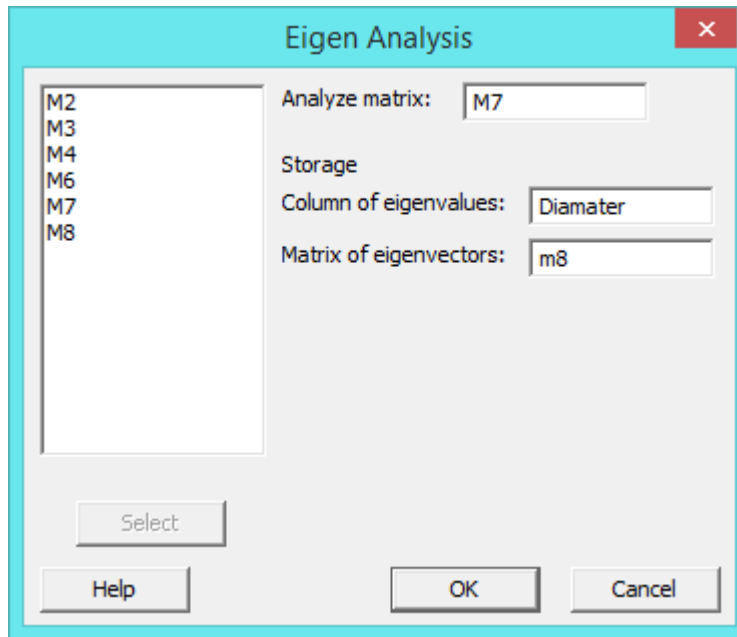 Eigen Analysis
M2
M3
M4
M6
M7
M8
Analyze matrix: M7
Storage
Column of eigenvalues: Diamater
Matrix of eigenvectors: m8
Select
Help OK Cancel